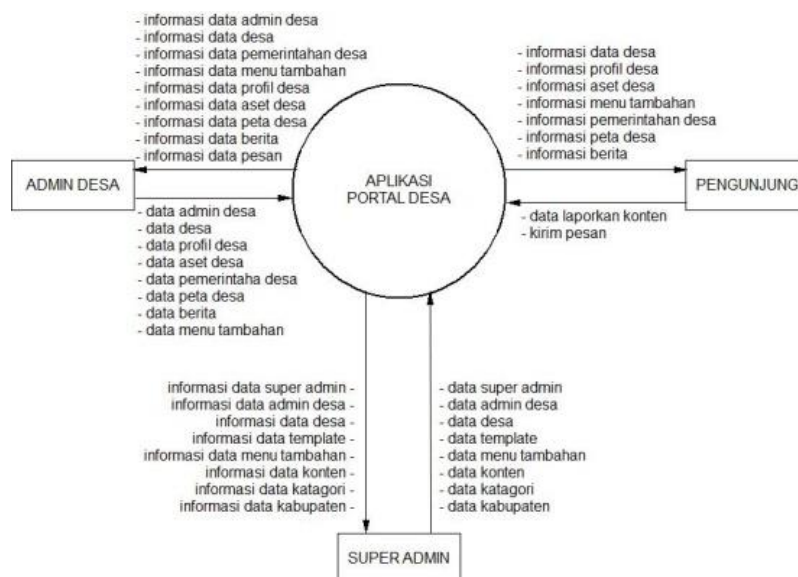 - informasi data admin desa
- informasi data desa
- informasi data pemerintahan desa
- informasi data menu tambahan
- informasi data profil desa
- informasi data aset desa
- informasi data peta desa
- informasi data berita
- informasi data pesan
ADMIN DESA
- data admin desa
- data desa
- data profil desa
- data aset desa
- data pemerintaha desa
- data peta desa
- data berita
- data menu tambahan
APLIKASI
PORTAL DESA
- informasi data desa
- informasi profil desa
- informasi aset desa
- informasi menu tambahan
- informasi pemerintahan desa
- informasi peta desa
- informasi berita
PENGUNJUNG
- data laporkan konten
- kirim pesan
informasi data super admin -
informasi data admin desa -
informasi data desa -
informasi data template -
informasi data menu tambahan -
informasi data konten -
informasi data katagori -
informasi data kabupaten -
- data super admin
- data admin desa
- data desa
- data template
- data menu tambahan
- data konten
- data katagori
- data kabupaten
SUPER ADMIN